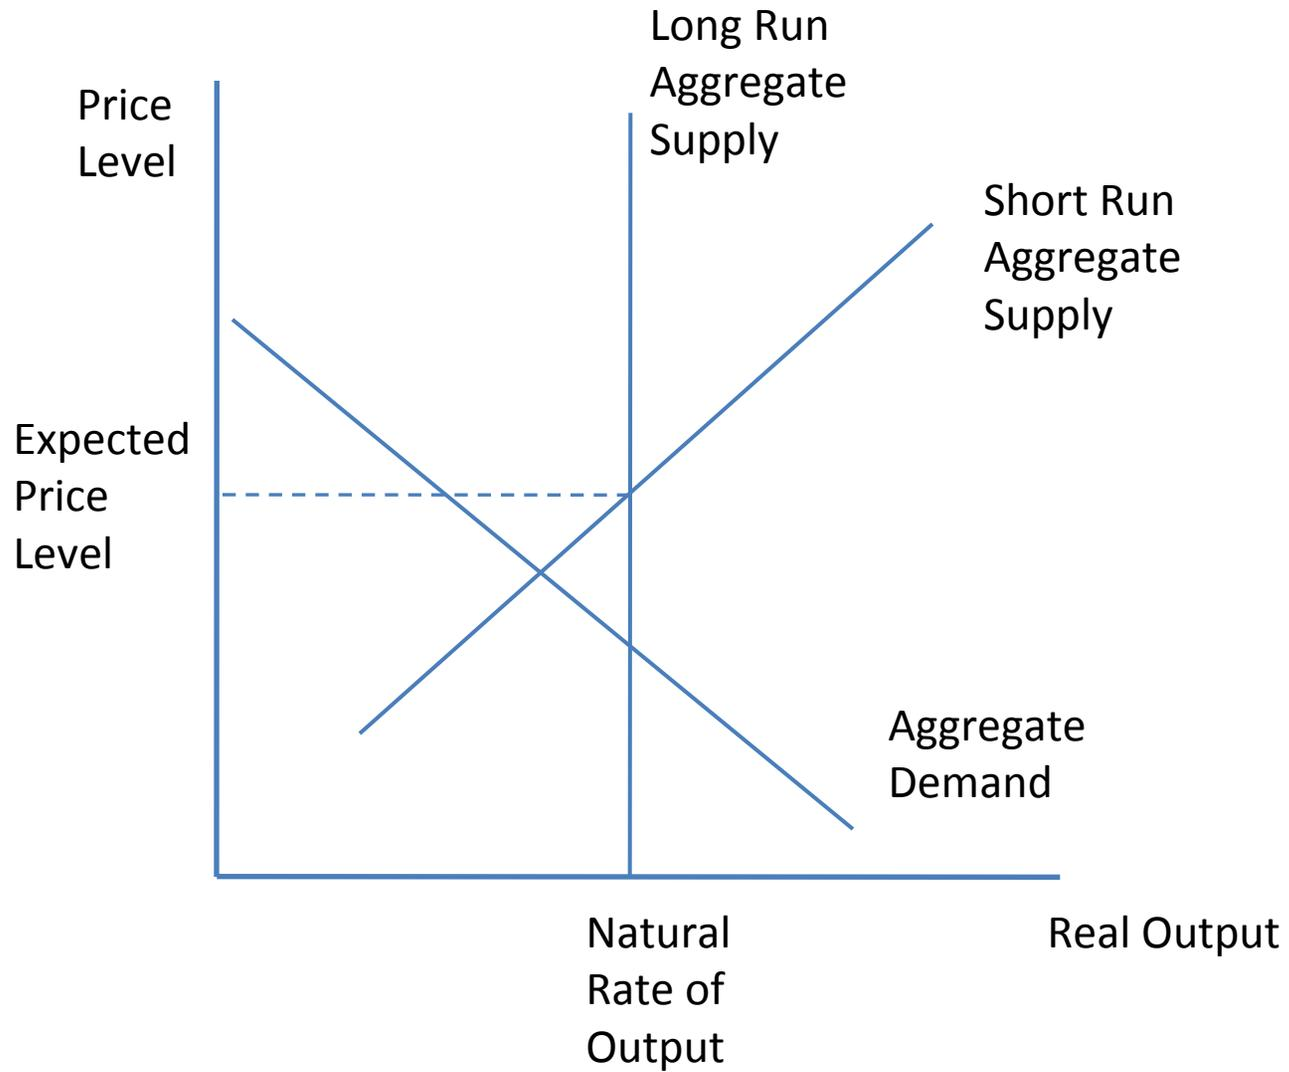 Long Run
Aggregate
Supply
Price
Level
Short Run
Aggregate
Supply
Expected
Price
Level
Aggregate
Demand
Natural
Rate of
Output
Real Output